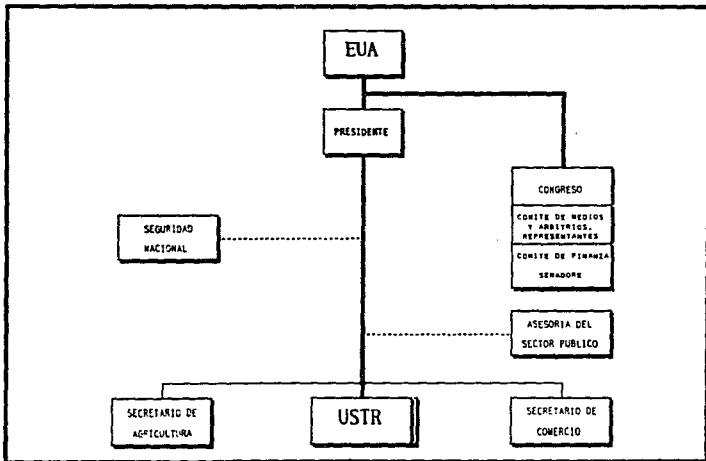 EUA
PRESIDENTE
CONGRESO
COMITE DE MEDIOS
Y ARBITRIOS,
REPRESENTANTES
COMITE DE FINANZA
SENADORE
SEGURIDAD
NACIONAL
ASESORIA DEL
SECTOR PUBLICO
SECRETARIO DE
AGRICULTURA
USTR
SECRETARIO DE
COMERCIO